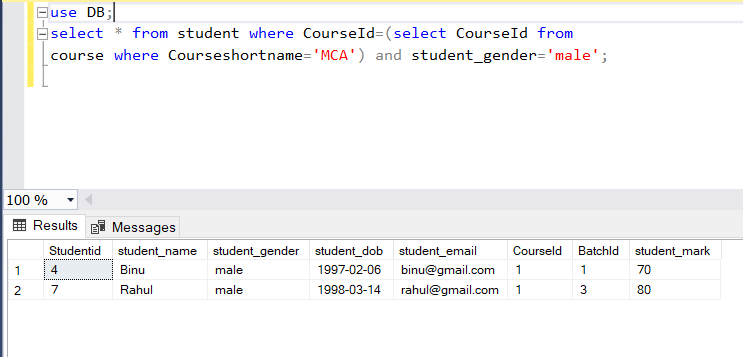 use DB;
select * from student where CourseId=(select CourseId from
course where Courseshortname='MCA') and student_gender='male';
100 %
Results Messages
Studentid student_name student_gender student_dob student_email CourseId BatchId student_mark
1 4 Binu male 1997-02-06 binu@gmail.com 1 1 70
2 7 Rahul male 1998-03-14 rahul@gmail.com 1 3 80